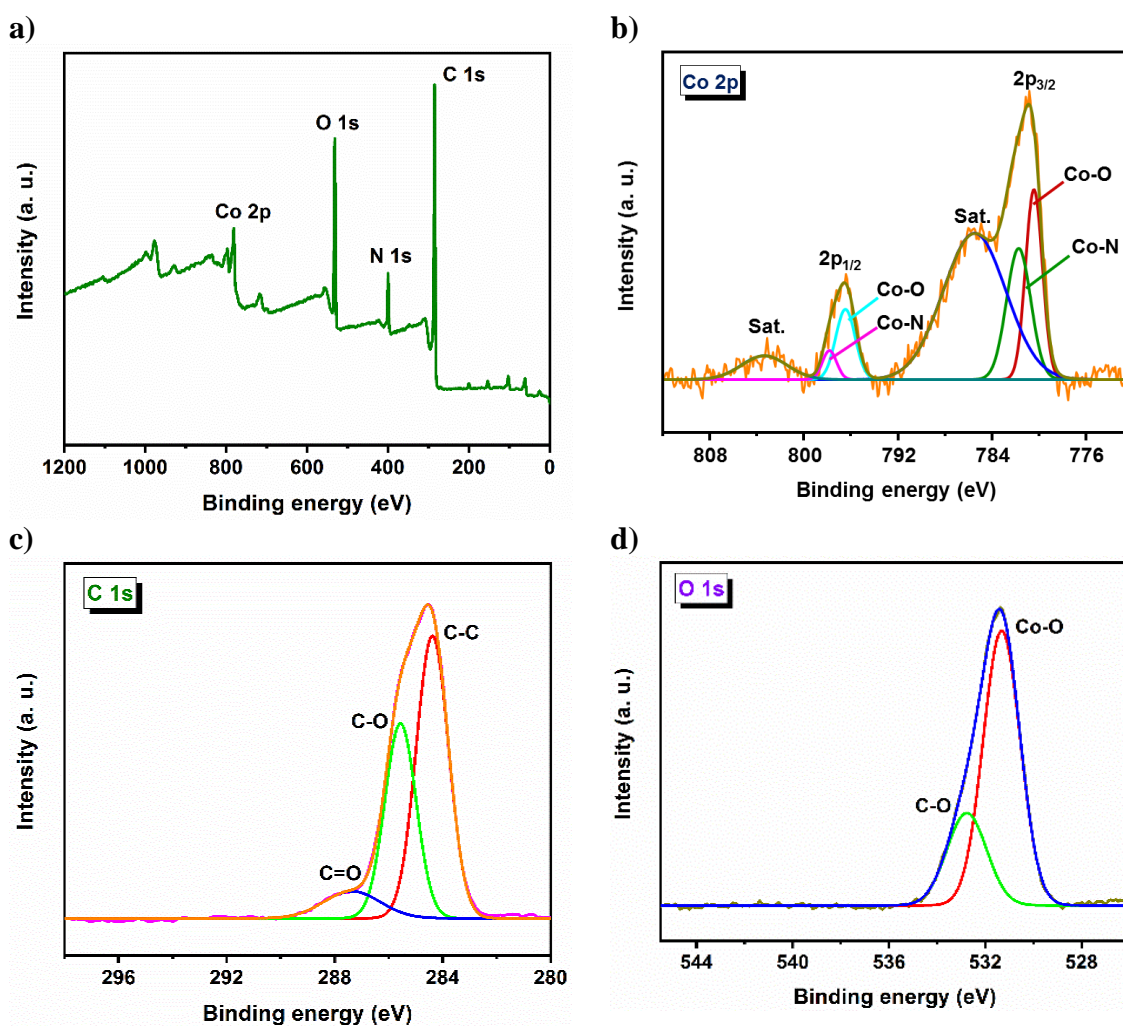 a)
C 1s
O 1s
Co 2p
N 1s
Intensity (a. u.)
1200 1000 800 600 400 200 0
Binding energy (eV)
b)
Co 2p
2p3/2
Co-O
Sat.
Co-N
2p1/2
Co-O
Co-N
Sat.
Intensity (a. u.)
808 800 792 784 776
Binding energy (eV)
c)
C 1s
C-C
C-O
C=O
Intensity (a. u.)
296 292 288 284 280
Binding energy (eV)
d)
O 1s
Co-O
C-O
Intensity (a. u.)
544 540 536 532 528
Binding energy (eV)